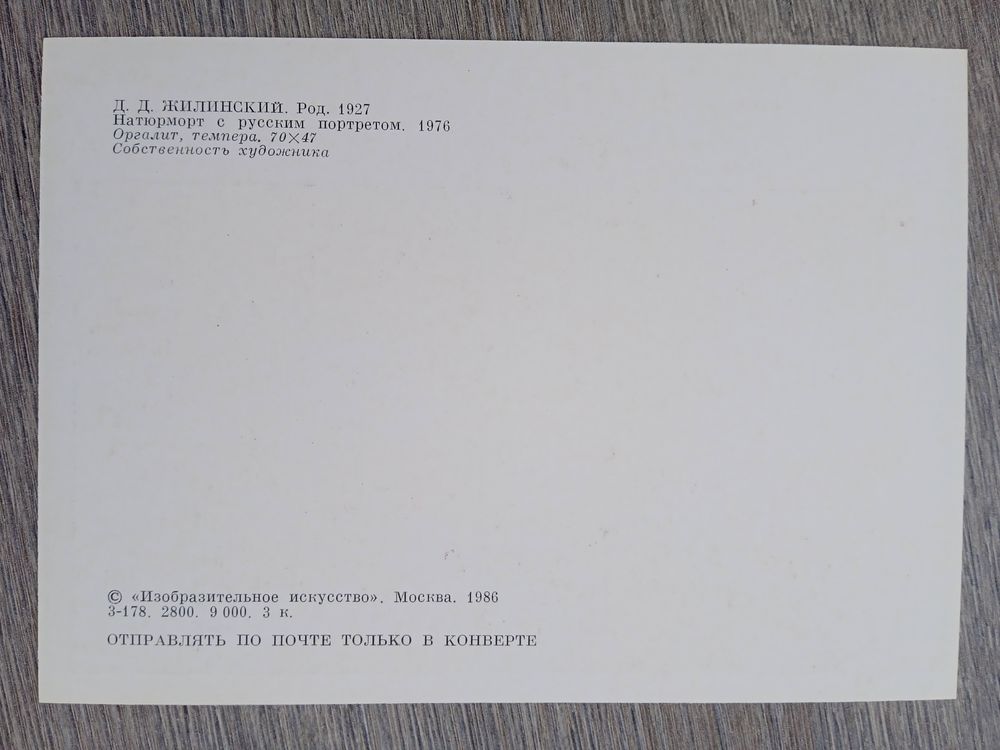 Д. Д. ЖИЛИНСКИЙ. Род. 1927
Натюрморт с русским портретом. 1976
Оргалит, темпера. 70×47
Собственность художника
© «Изобразительное искусство». Москва. 1986
3-178. 2800. 9 000. 3 к.
ОТПРАВЛЯТЬ ПО ПОЧТЕ ТОЛЬКО В КОНВЕРТЕ